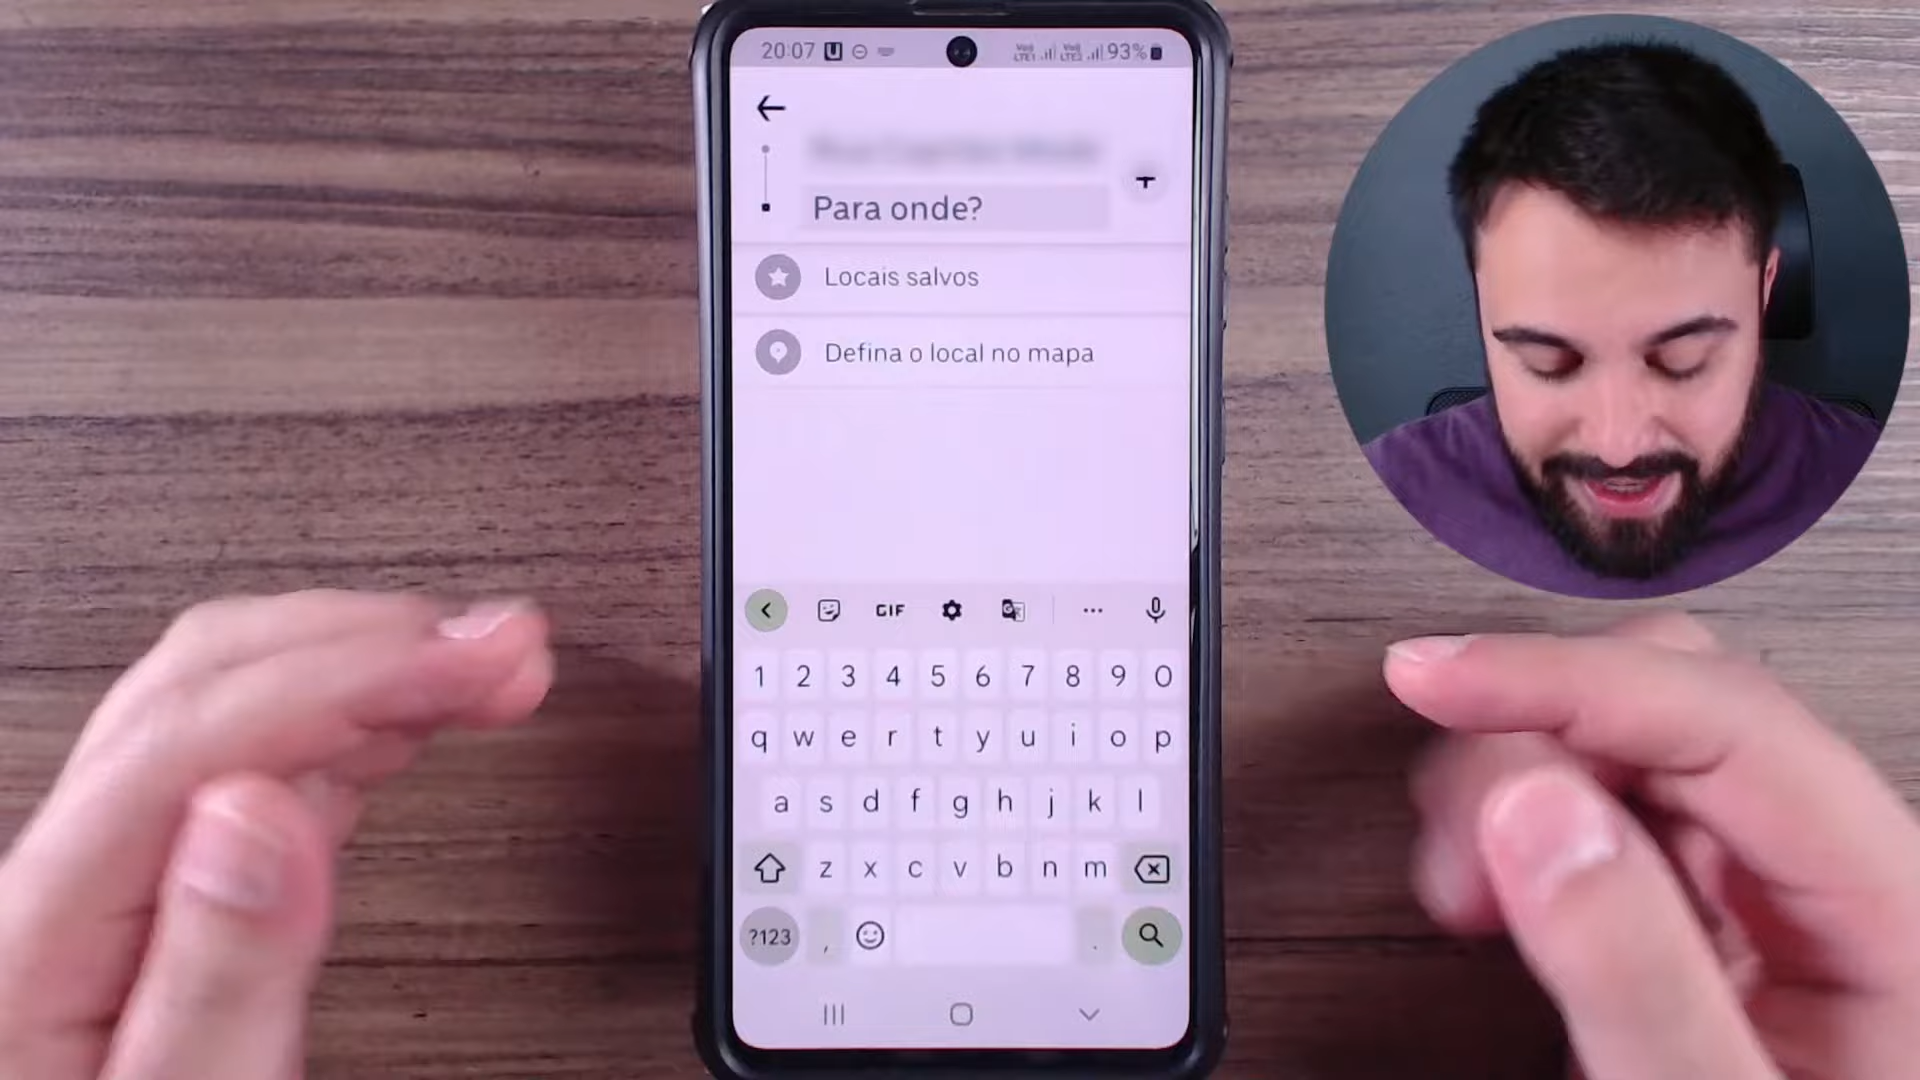 20:07 93%
Para onde?
Locais salvos
Defina o local no mapa
GIF
1 2 3 4 5 6 7 8 9 0
q w e r t y u i o p
a s d f g h j k l
z x c v b n m
?123 , .